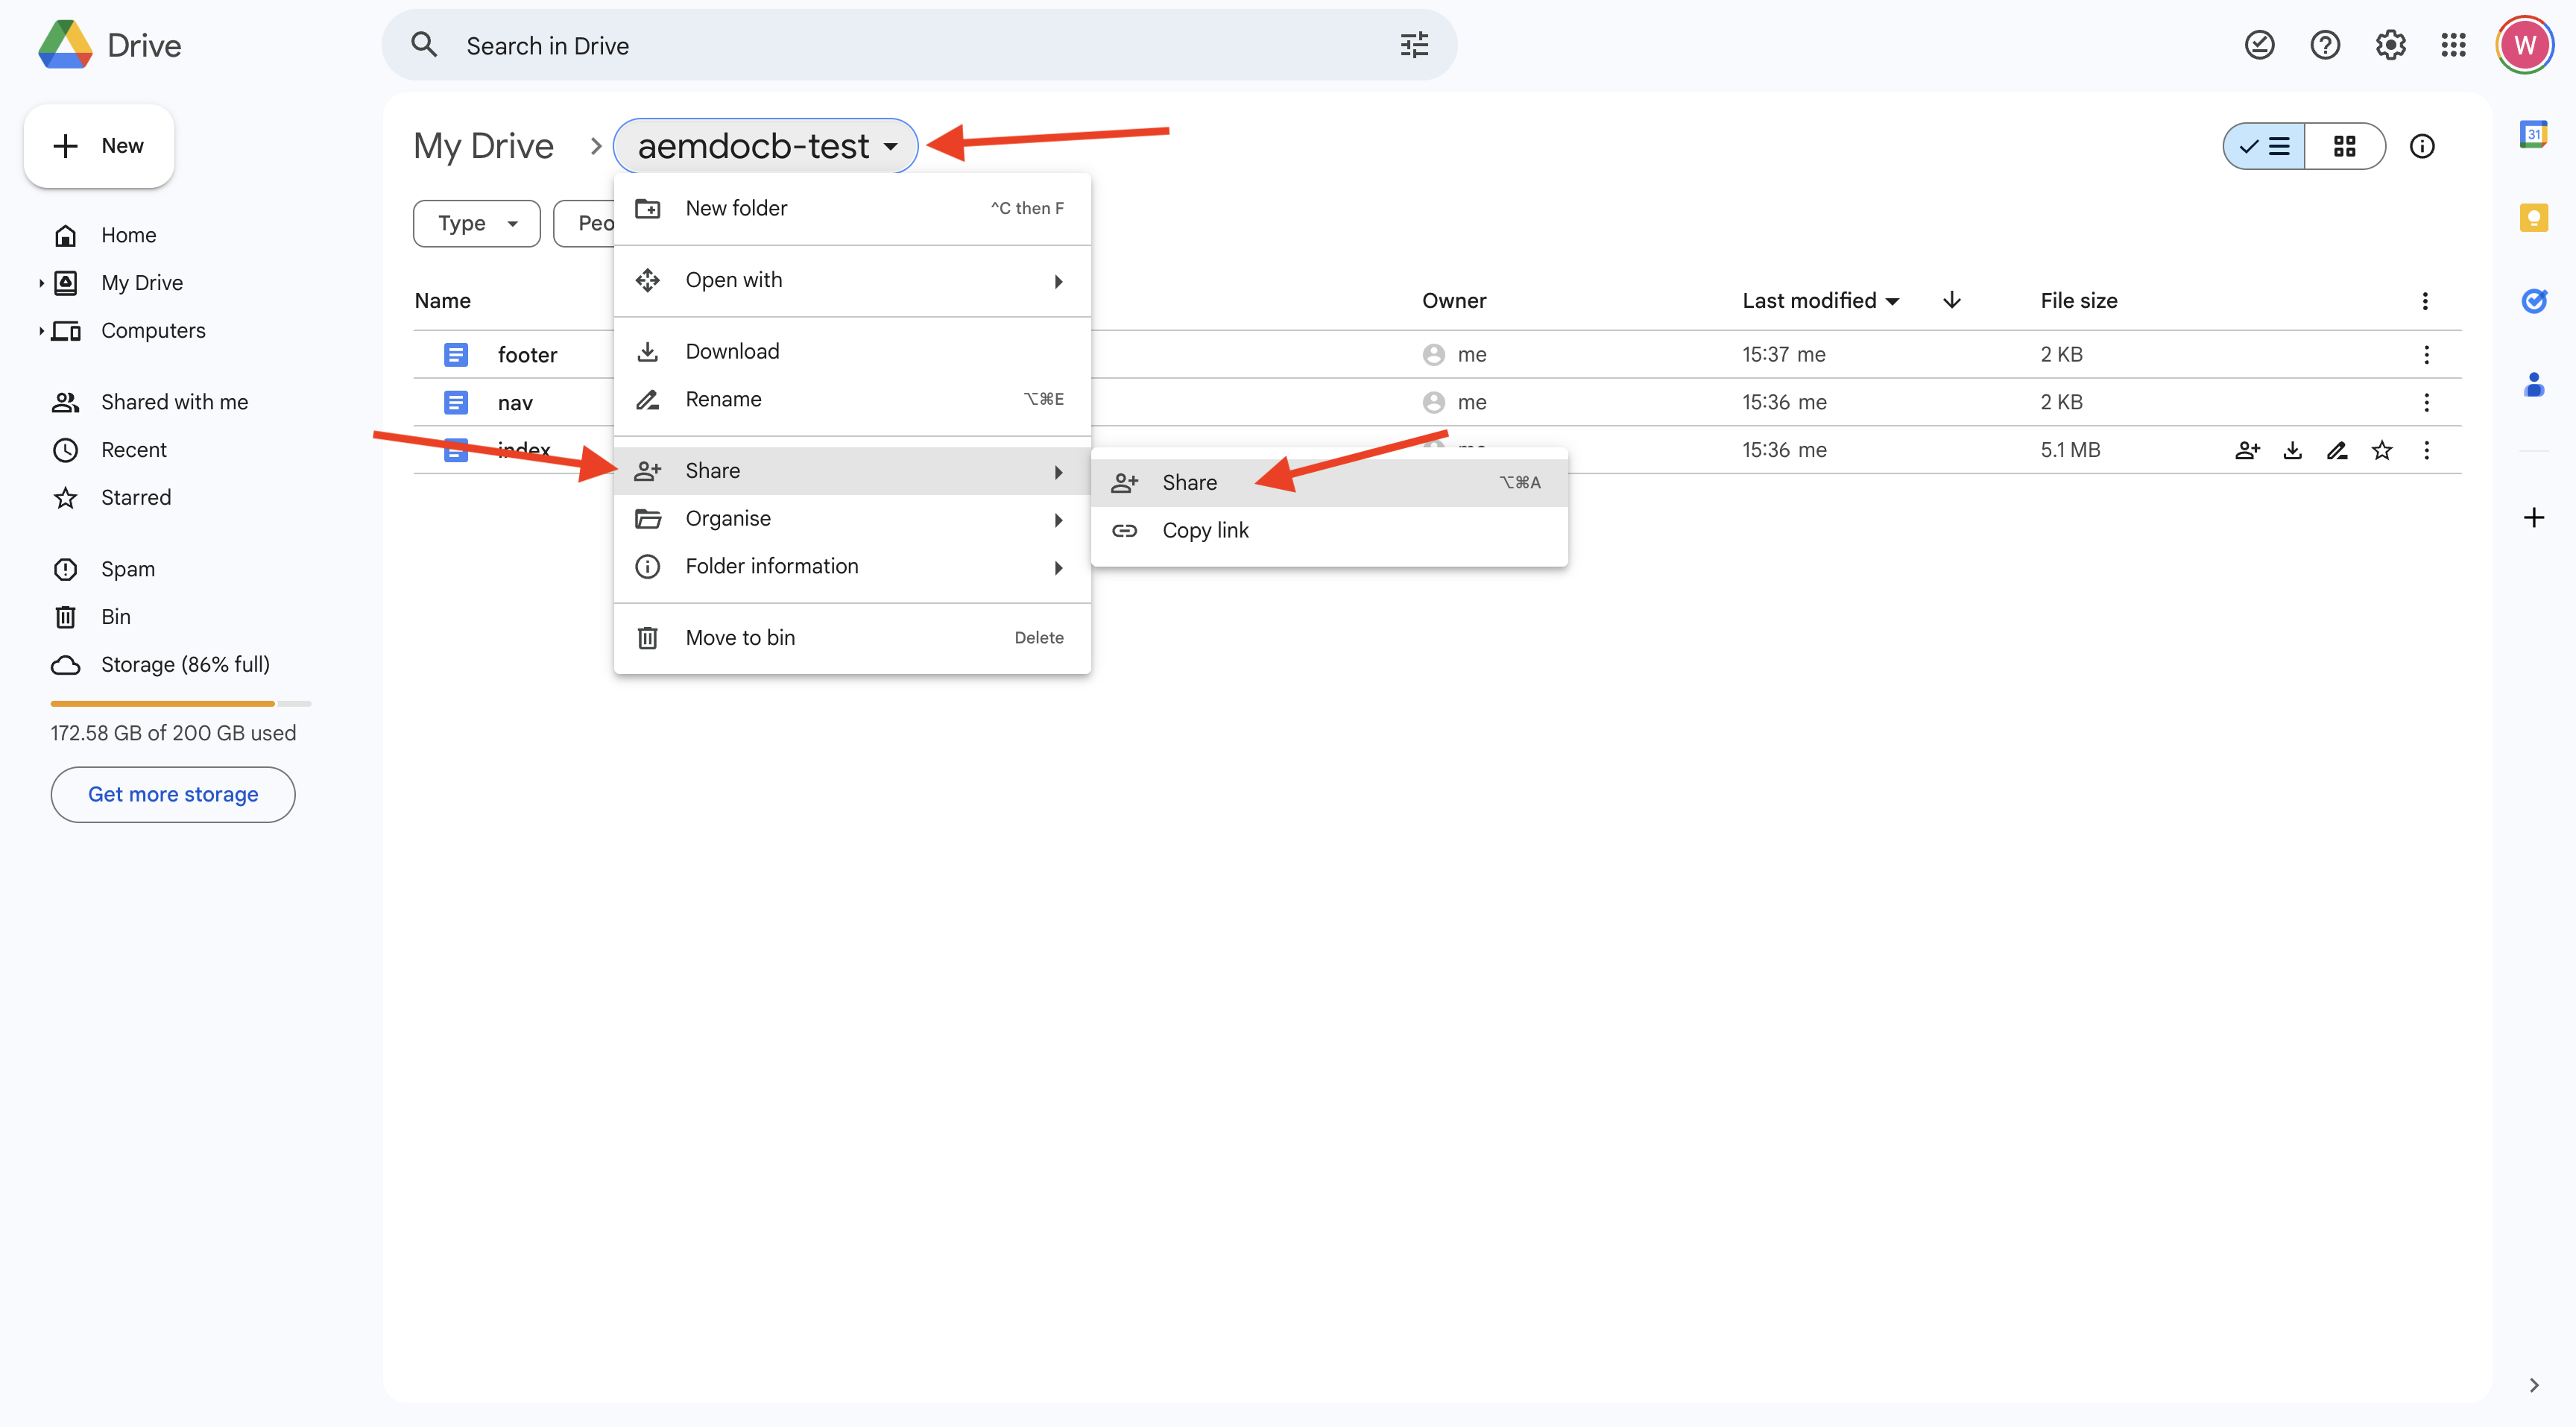 Drive
Search in Drive
W
New
My Drive
aemdocb-test
31
Type
Peo
Home
My Drive
Computers
Shared with me
Recent
Starred
Spam
Bin
Storage (86% full)
172.58 GB of 200 GB used
Get more storage
New folder ^C then F
Open with
Download
Rename ⌥⌘E
Share
Organise
Folder information
Move to bin Delete
Share ⌥⌘A
Copy link
Name Owner Last modified File size
footer me 15:37 me 2 KB
nav me 15:36 me 2 KB
index me 15:36 me 5.1 MB